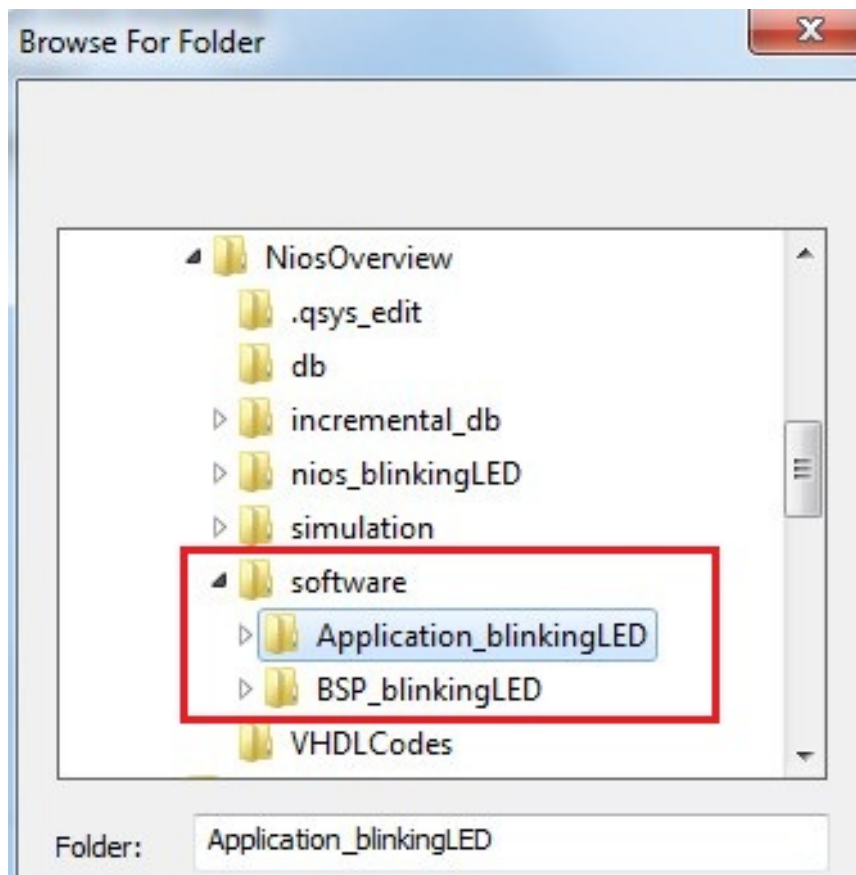 Browse For Folder
NiosOverview
.qsys_edit
db
incremental_db
nios_blinkingLED
simulation
software
Application_blinkingLED
BSP_blinkingLED
VHDLCodes
Folder: Application_blinkingLED